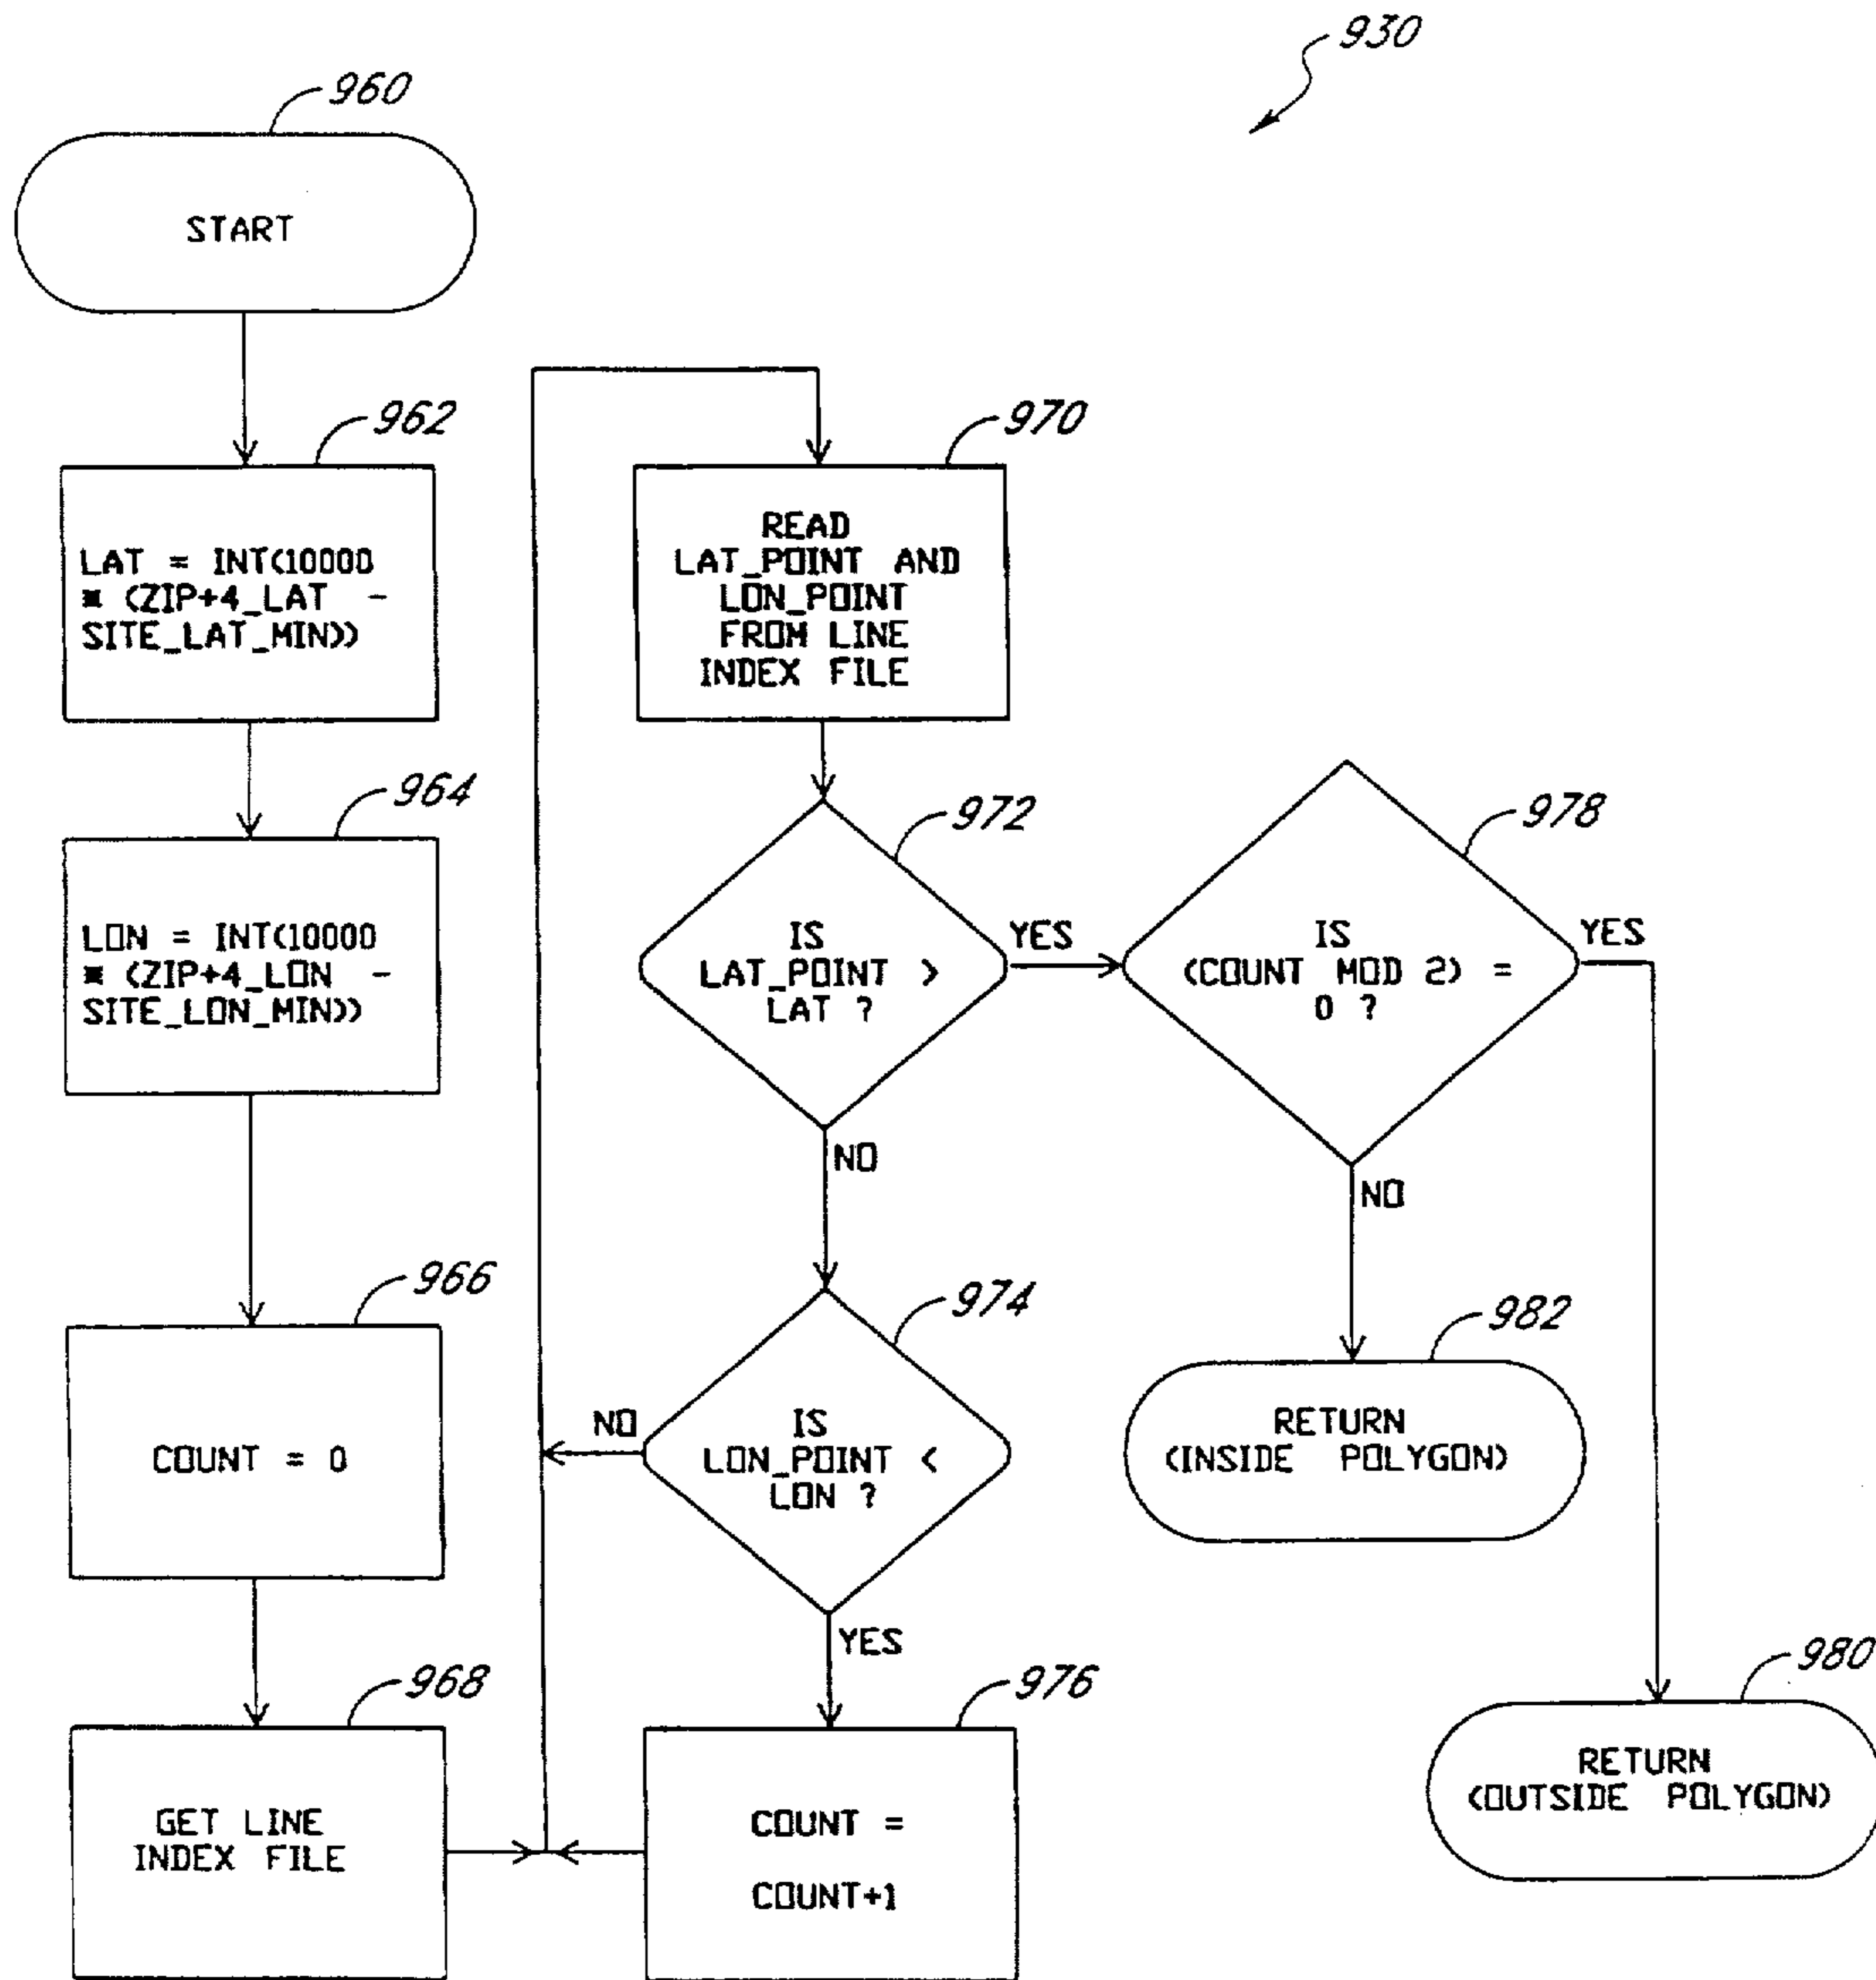 930
960
START
962
LAT = INT(10000
* (ZIP+4_LAT -
SITE_LAT_MIN))
964
LON = INT(10000
* (ZIP+4_LON -
SITE_LON_MIN))
966
COUNT = 0
968
GET LINE
INDEX FILE
970
READ
LAT_POINT AND
LON_POINT
FROM LINE
INDEX FILE
972
IS
LAT_POINT >
LAT ?
YES
NO
974
IS
LON_POINT <
LON ?
NO
YES
976
COUNT =
COUNT+1
978
IS
(COUNT MOD 2) =
0 ?
YES
NO
982
RETURN
(INSIDE POLYGON)
980
RETURN
(OUTSIDE POLYGON)